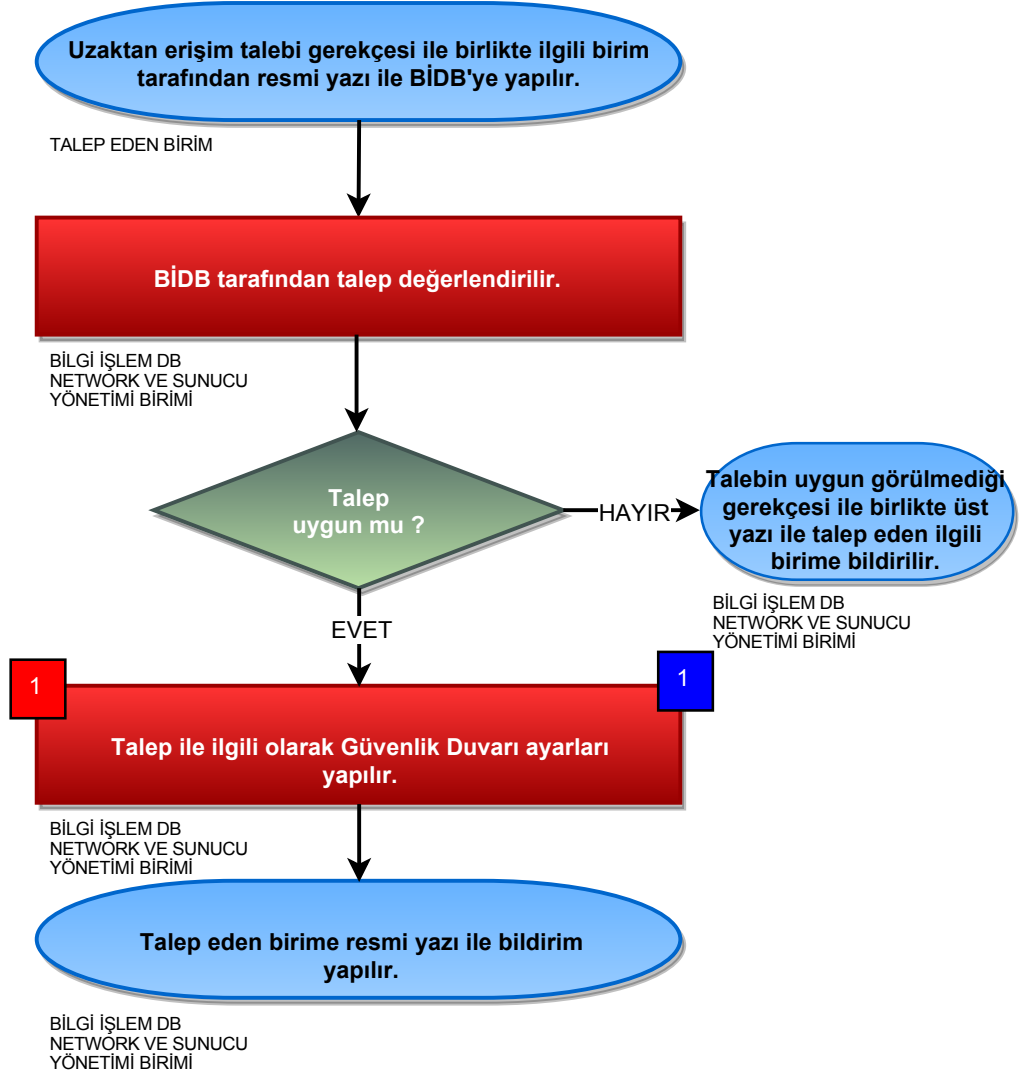 Uzaktan erişim talebi gerekçesi ile birlikte ilgili birim
tarafından resmi yazı ile BİDB'ye yapılır.
TALEP EDEN BİRİM
BİDB tarafından talep değerlendirilir.
BİLGİ İŞLEM DB
NETWORK VE SUNUCU
YÖNETİMİ BİRİMİ
Talep
uygun mu ?
HAYIR
Talebin uygun görülmediği
gerekçesi ile birlikte üst
yazı ile talep eden ilgili
birime bildirilir.
BİLGİ İŞLEM DB
NETWORK VE SUNUCU
YÖNETİMİ BİRİMİ
EVET
1
1
Talep ile ilgili olarak Güvenlik Duvarı ayarları
yapılır.
BİLGİ İŞLEM DB
NETWORK VE SUNUCU
YÖNETİMİ BİRİMİ
Talep eden birime resmi yazı ile bildirim
yapılır.
BİLGİ İŞLEM DB
NETWORK VE SUNUCU
YÖNETİMİ BİRİMİ